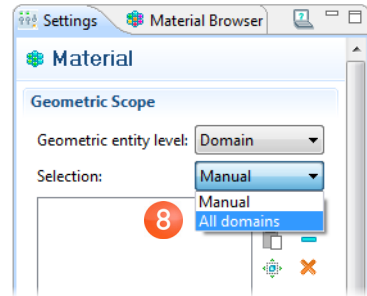 Settings Material Browser
Material
Geometric Scope
Geometric entity level: Domain
Selection: Manual
Manual
8 All domains